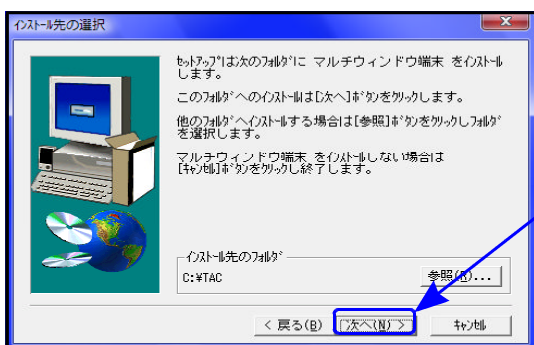 ｲﾝｽﾄｰﾙ先の選択
ｾｯﾄｱｯﾌﾟは次のﾌｫﾙﾀﾞに マルチウィンドウ端末 をｲﾝｽﾄｰﾙ
します。
このﾌｫﾙﾀﾞへのｲﾝｽﾄｰﾙは[次へ]ﾎﾞﾀﾝをｸﾘｯｸします。
他のﾌｫﾙﾀﾞへｲﾝｽﾄｰﾙする場合は[参照]ﾎﾞﾀﾝをｸﾘｯｸしﾌｫﾙﾀﾞ
を選択します。
マルチウィンドウ端末 をｲﾝｽﾄｰﾙしない場合は
[ｷｬﾝｾﾙ]ﾎﾞﾀﾝをｸﾘｯｸし終了します。
ｲﾝｽﾄｰﾙ先のﾌｫﾙﾀﾞ
C:¥TAC
参照(R)...
< 戻る(B)
次へ(N) >
ｷｬﾝｾﾙ